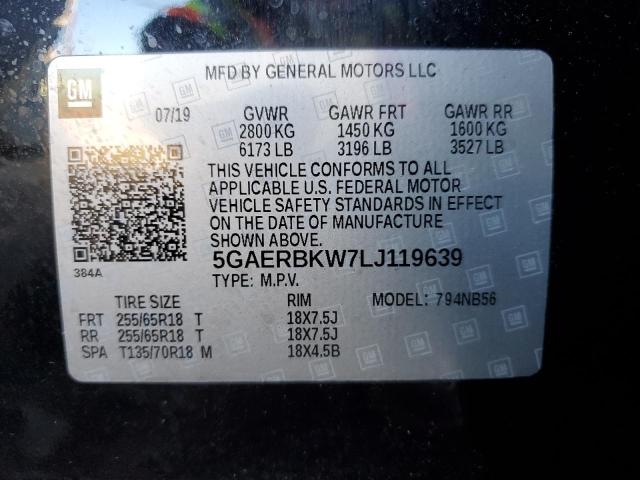 GM
MFD BY GENERAL MOTORS LLC
07/19 GVWR GAWR FRT GAWR RR
2800 KG 1450 KG 1600 KG
6173 LB 3196 LB 3527 LB
THIS VEHICLE CONFORMS TO ALL
APPLICABLE U.S. FEDERAL MOTOR
VEHICLE SAFETY STANDARDS IN EFFECT
ON THE DATE OF MANUFACTURE
SHOWN ABOVE.
384A
5GAERBKW7LJ119639
TYPE: M.P.V.
TIRE SIZE RIM MODEL: 794NB56
FRT 255/65R18 T 18X7.5J
RR 255/65R18 T 18X7.5J
SPA T135/70R18 M 18X4.5B